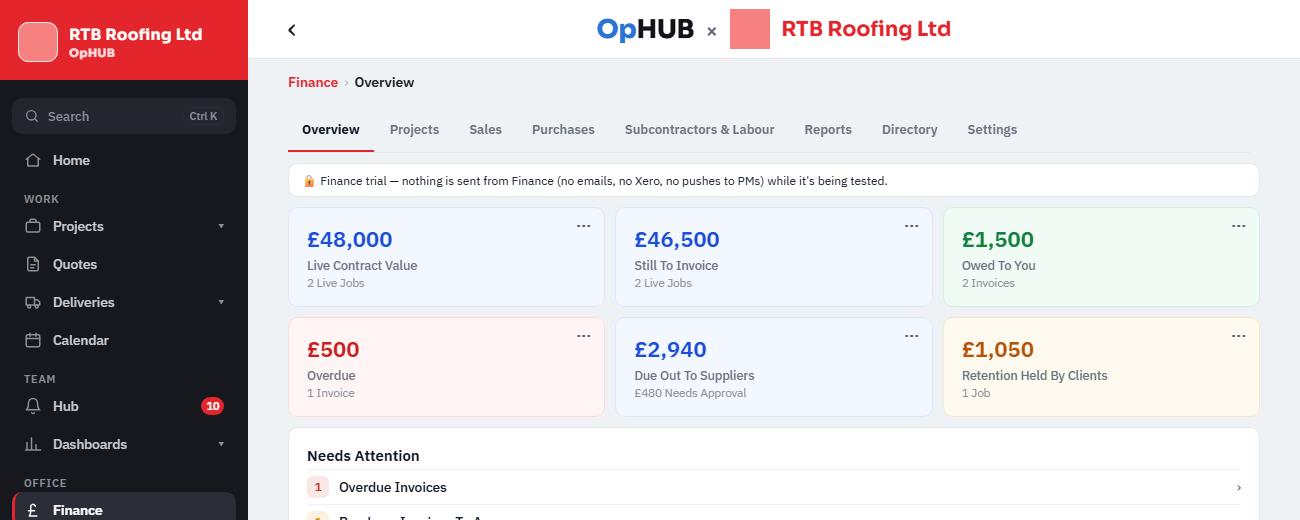 RTB Roofing Ltd
OpHUB
Search
Ctrl K
Home
WORK
Projects
Quotes
Deliveries
Calendar
TEAM
Hub
10
Dashboards
OFFICE
£
Finance
OpHUB × RTB Roofing Ltd
Finance › Overview
Overview
Projects
Sales
Purchases
Subcontractors & Labour
Reports
Directory
Settings
🔒 Finance trial — nothing is sent from Finance (no emails, no Xero, no pushes to PMs) while it's being tested.
£48,000
Live Contract Value
2 Live Jobs
£46,500
Still To Invoice
2 Live Jobs
£1,500
Owed To You
2 Invoices
£500
Overdue
1 Invoice
£2,940
Due Out To Suppliers
£480 Needs Approval
£1,050
Retention Held By Clients
1 Job
Needs Attention
1 Overdue Invoices